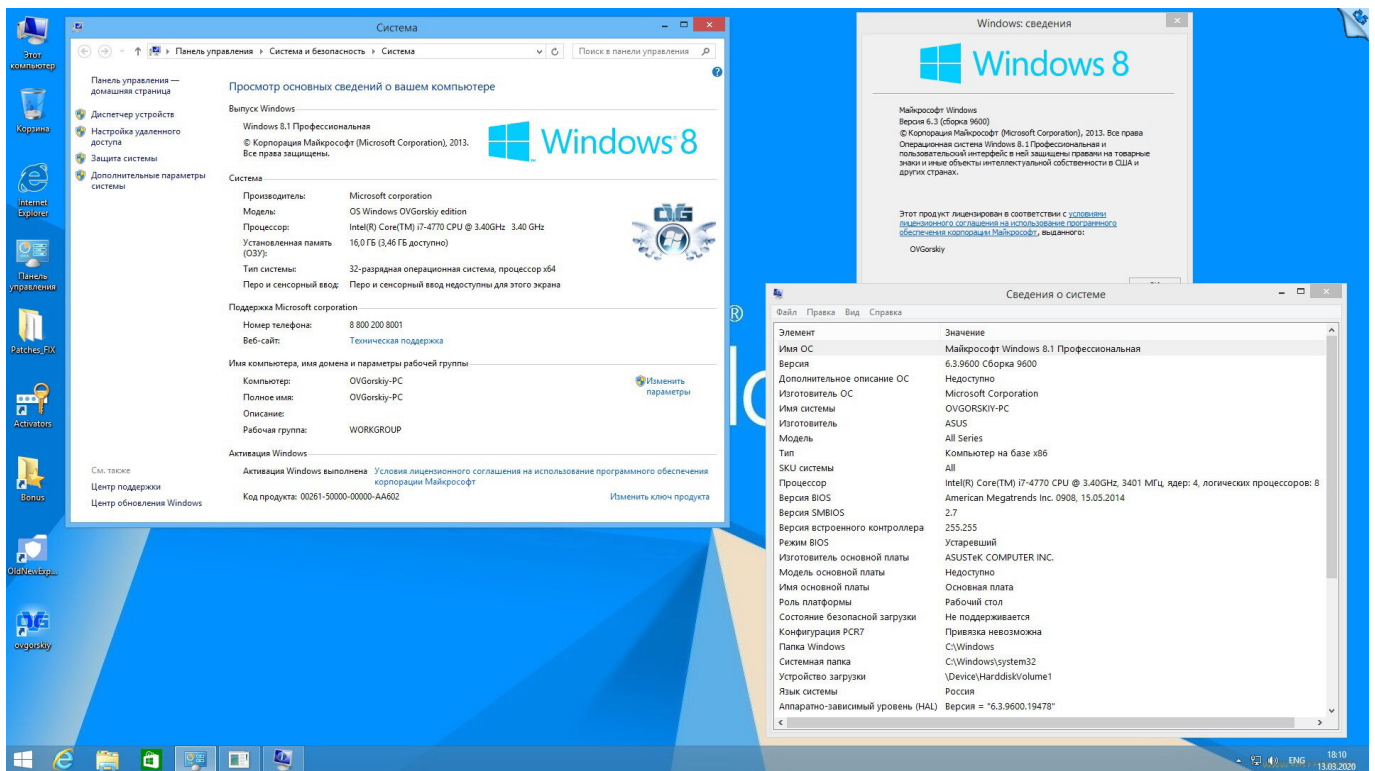 Этот
компьютер
Корзина
Internet
Explorer
Панель
управления
Patches_FIX
Activators
Bonus
OldNewExp...
ovgorskiy
Система
Панель управления
Система и безопасность
Система
Поиск в панели управления
Панель управления —
домашняя страница
Диспетчер устройств
Настройка удаленного
доступа
Защита системы
Дополнительные параметры
системы
См. также
Центр поддержки
Центр обновления Windows
Просмотр основных сведений о вашем компьютере
Выпуск Windows
Windows 8.1 Профессиональная
© Корпорация Майкрософт (Microsoft Corporation), 2013.
Все права защищены.
Windows 8
Система
Производитель: Microsoft corporation
Модель: OS Windows OVGorskiy edition
Процессор: Intel(R) Core(TM) i7-4770 CPU @ 3.40GHz 3.40 GHz
Установленная память
(ОЗУ):
16,0 ГБ (3,46 ГБ доступно)
Тип системы: 32-разрядная операционная система, процессор x64
Перо и сенсорный ввод: Перо и сенсорный ввод недоступны для этого экрана
OVG
Поддержка Microsoft corporation
Номер телефона: 8 800 200 8001
Веб-сайт: Техническая поддержка
Имя компьютера, имя домена и параметры рабочей группы
Компьютер: OVGorskiy-PC
Изменить
параметры
Полное имя: OVGorskiy-PC
Описание:
Рабочая группа: WORKGROUP
Активация Windows
Активация Windows выполнена Условия лицензионного соглашения на использование программного обеспечения
корпорации Майкрософт
Код продукта: 00261-50000-00000-AA602
Изменить ключ продукта
Windows: сведения
Windows 8
Майкрософт Windows
Версия 6.3 (сборка 9600)
© Корпорация Майкрософт (Microsoft Corporation), 2013. Все права
Операционная система Windows 8.1 Профессиональная и
пользовательский интерфейс в ней защищены правами на товарные
знаки и иные объекты интеллектуальной собственности в США и
других странах.
Этот продукт лицензирован в соответствии с условиями
лицензионного соглашения на использование программного
обеспечения корпорации Майкрософт, выданного:
OVGorskiy
®
Сведения о системе
Файл Правка Вид Справка
Элемент Значение
Имя ОС Майкрософт Windows 8.1 Профессиональная
Версия 6.3.9600 Сборка 9600
Дополнительное описание ОС Недоступно
Изготовитель ОС Microsoft Corporation
Имя системы OVGORSKIY-PC
Изготовитель ASUS
Модель All Series
Тип Компьютер на базе x86
SKU системы All
Процессор Intel(R) Core(TM) i7-4770 CPU @ 3.40GHz, 3401 МГц, ядер: 4, логических процессоров: 8
Версия BIOS American Megatrends Inc. 0908, 15.05.2014
Версия SMBIOS 2.7
Версия встроенного контроллера 255.255
Режим BIOS Устаревший
Изготовитель основной платы ASUSTeK COMPUTER INC.
Модель основной платы Недоступно
Имя основной платы Основная плата
Роль платформы Рабочий стол
Состояние безопасной загрузки Не поддерживается
Конфигурация PCR7 Привязка невозможна
Папка Windows C:\Windows
Системная папка C:\Windows\system32
Устройство загрузки \Device\HarddiskVolume1
Язык системы Россия
Аппаратно-зависимый уровень (HAL) Версия = "6.3.9600.19478"
ENG
18:10
13.03.2020